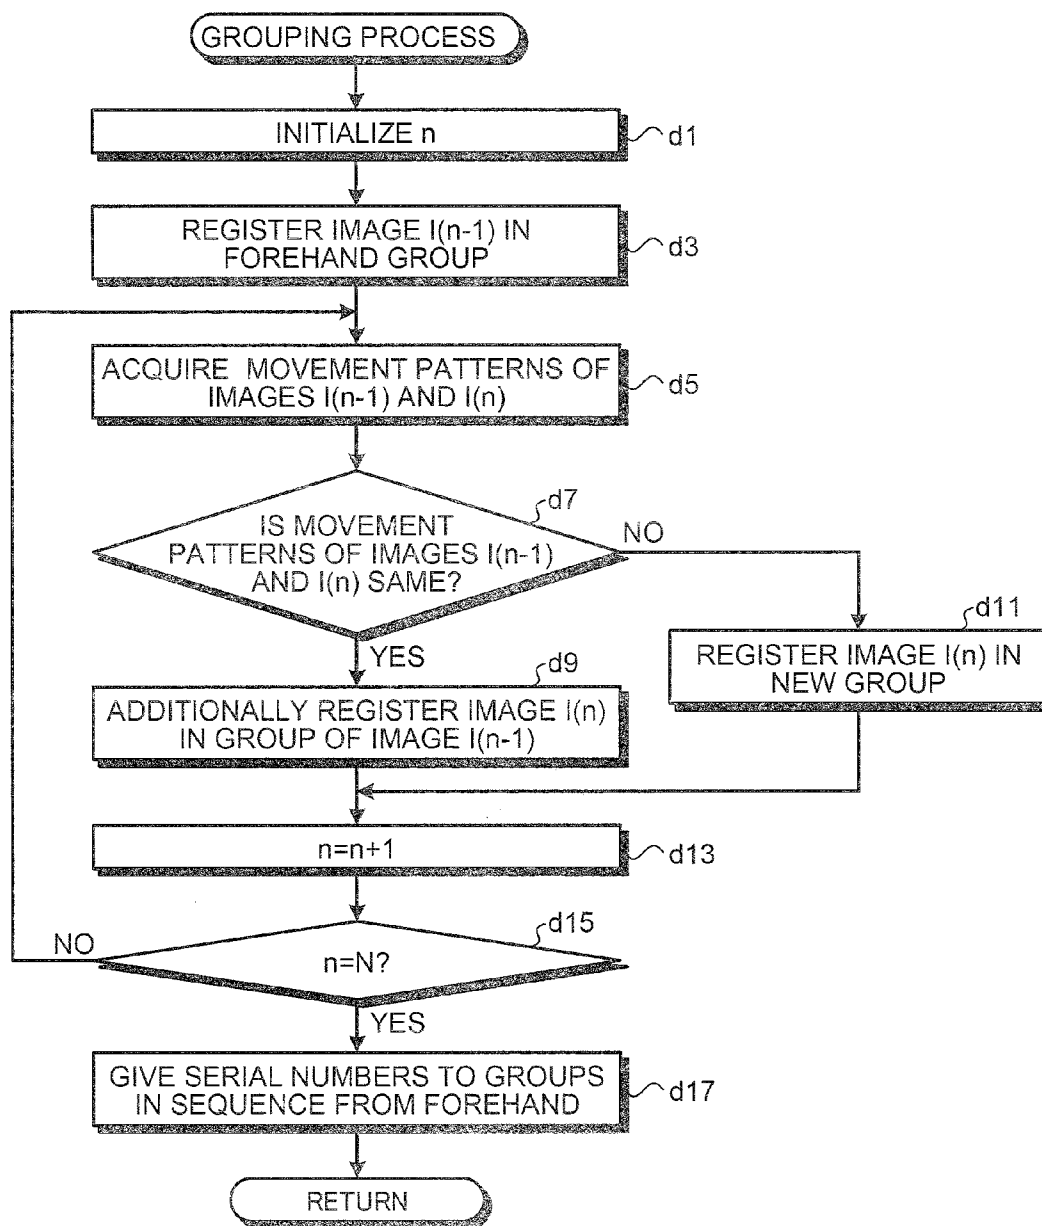 GROUPING PROCESS
INITIALIZE n
d1
REGISTER IMAGE I(n-1) IN
FOREHAND GROUP
d3
ACQUIRE MOVEMENT PATTERNS OF
IMAGES I(n-1) AND I(n)
d5
d7
IS MOVEMENT
PATTERNS OF IMAGES I(n-1)
AND I(n) SAME?
NO
YES
d11
REGISTER IMAGE I(n) IN
NEW GROUP
d9
ADDITIONALLY REGISTER IMAGE I(n)
IN GROUP OF IMAGE I(n-1)
n=n+1
d13
d15
NO
n=N?
YES
GIVE SERIAL NUMBERS TO GROUPS
IN SEQUENCE FROM FOREHAND
d17
RETURN